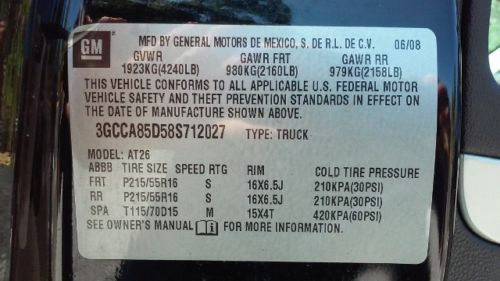 GM
MFD BY GENERAL MOTORS DE MEXICO, S. DE R.L. DE C.V. 06/08
GVWR GAWR FRT GAWR RR
1923KG(4240LB) 980KG(2160LB) 979KG(2158LB)
THIS VEHICLE CONFORMS TO ALL APPLICABLE U.S. FEDERAL MOTOR
VEHICLE SAFETY AND THEFT PREVENTION STANDARDS IN EFFECT ON
THE DATE OF MANUFACTURE SHOWN ABOVE.
3GCCA85D58S712027 TYPE: TRUCK
MODEL: AT26
ABBB TIRE SIZE SPEED RTG RIM COLD TIRE PRESSURE
FRT P215/55R16 S 16X6.5J 210KPA(30PSI)
RR P215/55R16 S 16X6.5J 210KPA(30PSI)
SPA T115/70D15 M 15X4T 420KPA(60PSI)
SEE OWNER'S MANUAL i FOR MORE INFORMATION.